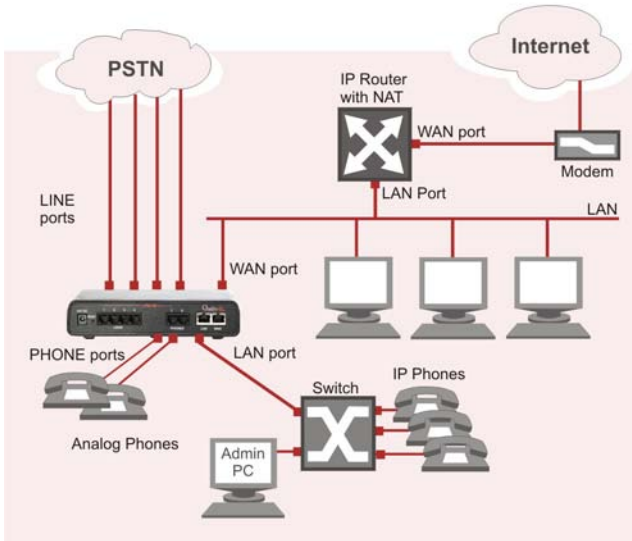 PSTN
Internet
IP Router
with NAT
WAN port
Modem
LAN Port
LINE
ports
LAN
WAN port
PHONE ports
LAN port
Switch
IP Phones
Analog Phones
Admin
PC